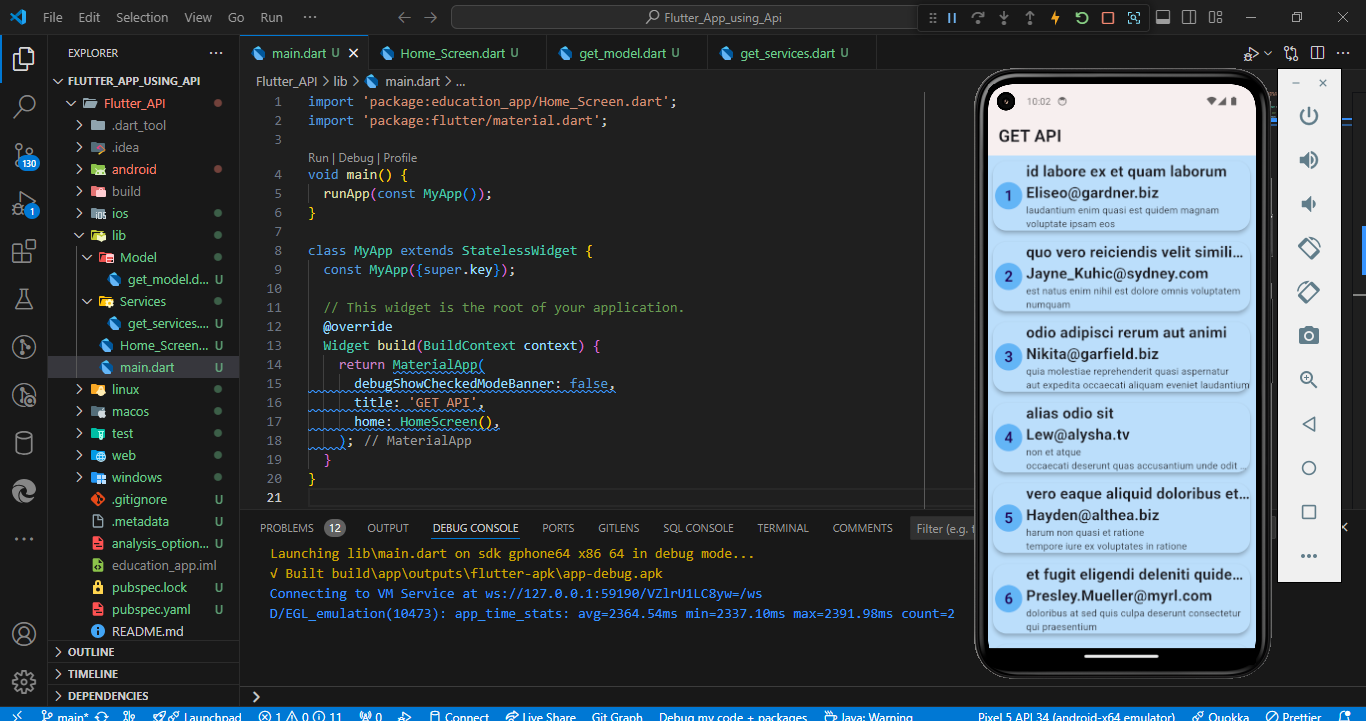 File Edit Selection View Go Run ··· Flutter_App_using_Api
EXPLORER ···
FLUTTER_APP_USING_API
Flutter_API
.dart_tool
.idea
android
build
ios
lib
Model
get_model.d... U
Services
get_services.... U
Home_Screen... U
main.dart U
linux
macos
test
web
windows
.gitignore U
.metadata U
analysis_option... U
education_app.iml
pubspec.lock U
pubspec.yaml U
README.md
OUTLINE
TIMELINE
DEPENDENCIES
130
1
main.dart U Home_Screen.dart U get_model.dart U get_services.dart U
Flutter_API > lib > main.dart > ...
1 import 'package:education_app/Home_Screen.dart';
2 import 'package:flutter/material.dart';
3
Run | Debug | Profile
4 void main() {
5 runApp(const MyApp());
6 }
7
8 class MyApp extends StatelessWidget {
9 const MyApp({super.key});
10
11 // This widget is the root of your application.
12 @override
13 Widget build(BuildContext context) {
14 return MaterialApp(
15 debugShowCheckedModeBanner: false,
16 title: 'GET API',
17 home: HomeScreen(),
18 ); // MaterialApp
19 }
20 }
21
PROBLEMS 12 OUTPUT DEBUG CONSOLE PORTS GITLENS SQL CONSOLE TERMINAL COMMENTS Filter (e.g. t
Launching lib\main.dart on sdk gphone64 x86 64 in debug mode...
√ Built build\app\outputs\flutter-apk\app-debug.apk
Connecting to VM Service at ws://127.0.0.1:59190/VZlrU1LC8yw=/ws
D/EGL_emulation(10473): app_time_stats: avg=2364.54ms min=2337.10ms max=2391.98ms count=2
10:02
GET API
1
id labore ex et quam laborum
Eliseo@gardner.biz
laudantium enim quasi est quidem magnam
voluptate ipsam eos
2
quo vero reiciendis velit simili...
Jayne_Kuhic@sydney.com
est natus enim nihil est dolore omnis voluptatem
numquam
3
odio adipisci rerum aut animi
Nikita@garfield.biz
quia molestiae reprehenderit quasi aspernatur
aut expedita occaecati aliquam eveniet laudantium
4
alias odio sit
Lew@alysha.tv
non et atque
occaecati deserunt quas accusantium unde odit ...
5
vero eaque aliquid doloribus et...
Hayden@althea.biz
harum non quasi et ratione
tempore iure ex voluptates in ratione
6
et fugit eligendi deleniti quide...
Presley.Mueller@myrl.com
doloribus at sed quis culpa deserunt consectetur
qui praesentium
main* Launchpad 1 0 11 0 Connect Live Share Git Graph Debug my code + packages Java: Warning Pixel 5 API 34 (android-x64 emulator) Quokka Prettier